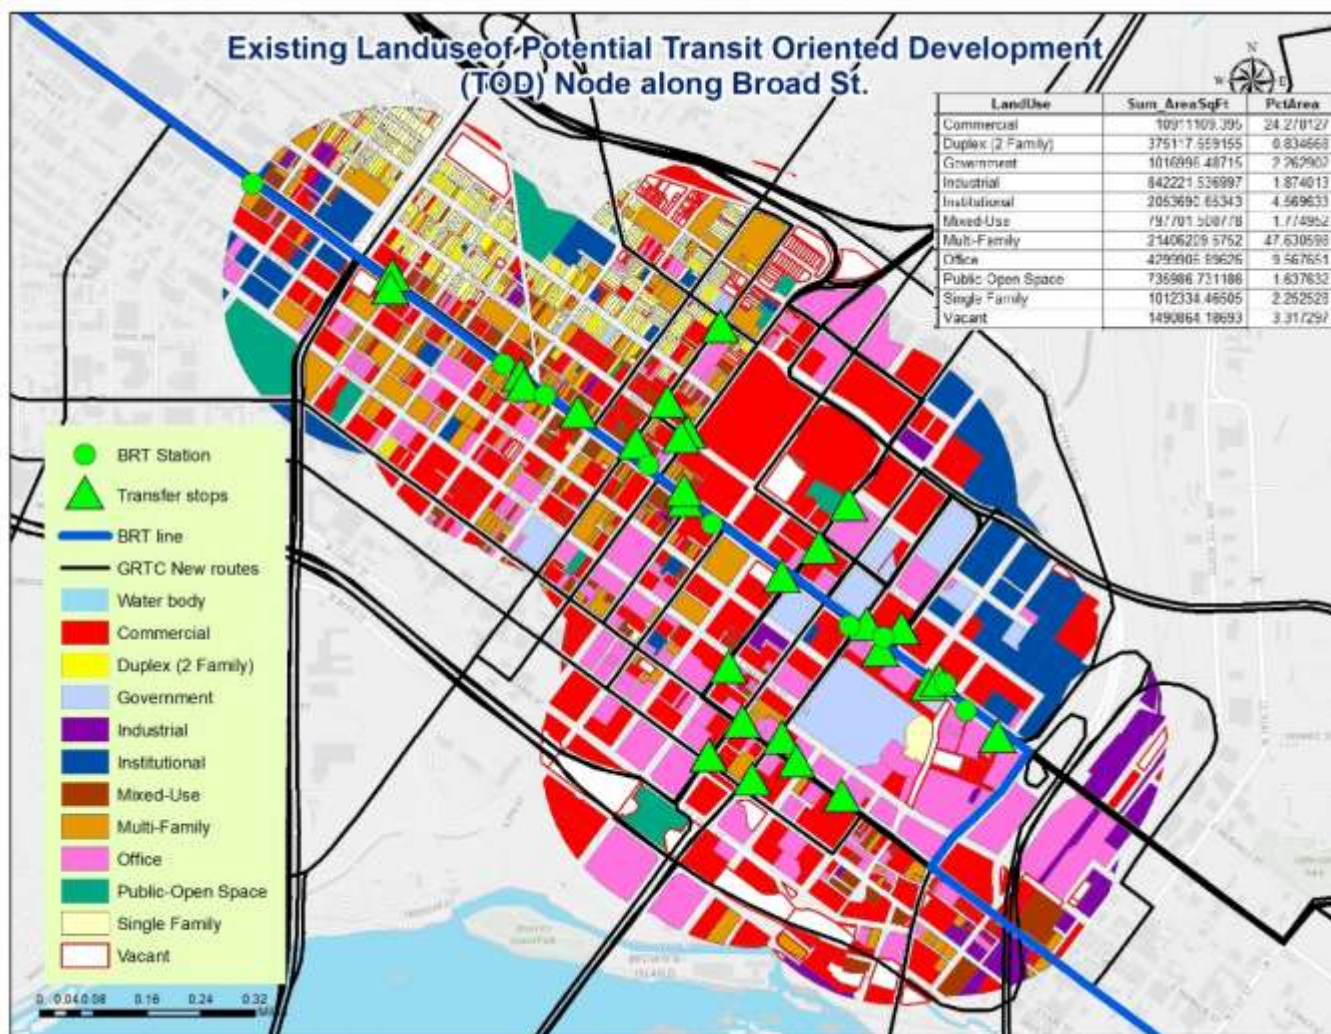 Existing Landuseof Potential Transit Oriented Development
(TOD) Node along Broad St.
N
W E
LandUse Sum_AreaSqFt PctArea
Commercial 10911109.395 24.278127
Duplex (2 Family) 375117.559155 0.834668
Government 1016996.48715 2.262902
Industrial 842221.536997 1.874013
Institutional 2053690.65343 4.569633
Mixed-Use 797701.508778 1.774952
Multi-Family 21406209.5752 47.630598
Office 4299906.89626 9.567651
Public Open Space 735986.731186 1.637632
Single Family 1012334.46505 2.252528
Vacant 1490864.18693 3.317297
BRT Station
Transfer stops
BRT line
GRTC New routes
Water body
Commercial
Duplex (2 Family)
Government
Industrial
Institutional
Mixed-Use
Multi-Family
Office
Public-Open Space
Single Family
Vacant
0 0.04 0.08 0.16 0.24 0.32
ISLAND